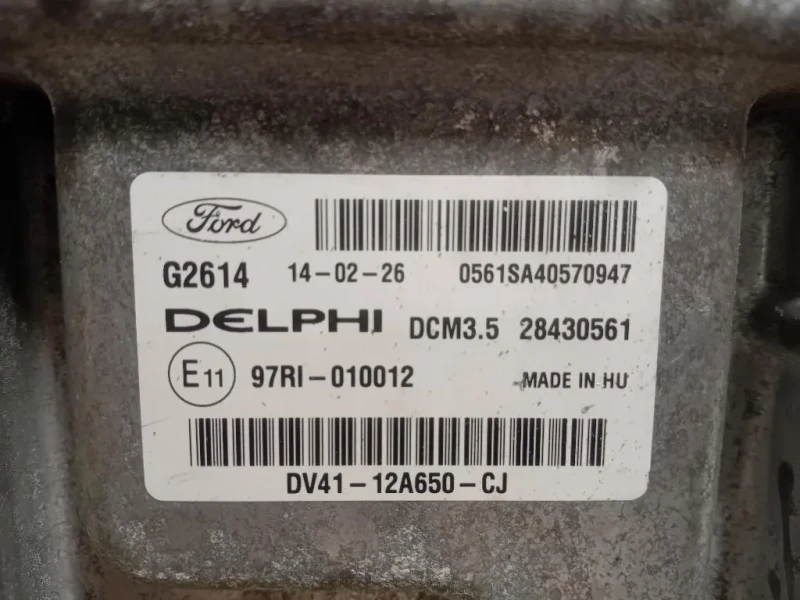 Ford
G2614 14-02-26 0561SA40570947
DELPHI DCM3.5 28430561
E11 97RI-010012 MADE IN HU
DV41-12A650-CJ